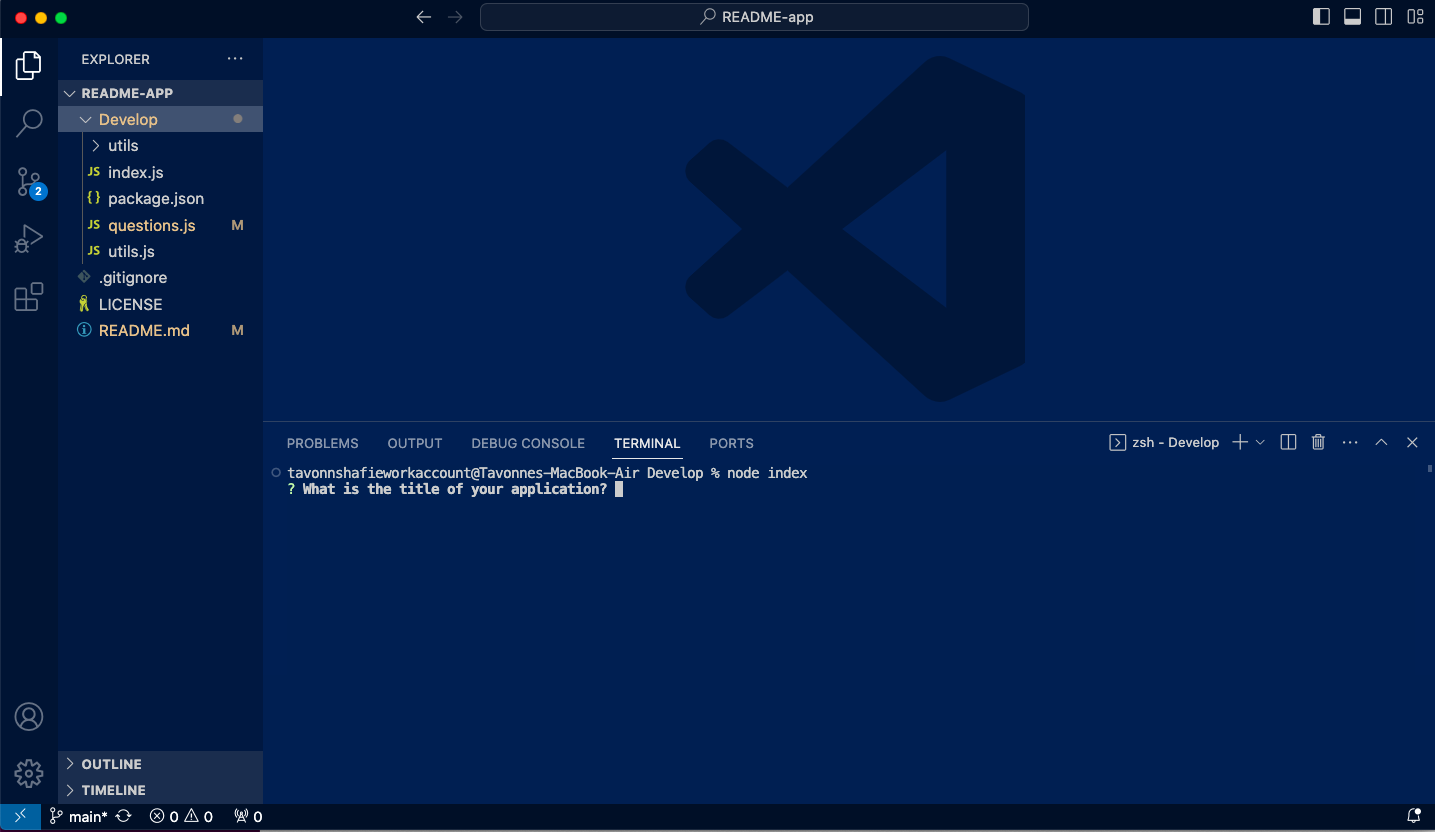 README-app
EXPLORER
README-APP
Develop
utils
JS index.js
{} package.json
JS questions.js M
JS utils.js
.gitignore
LICENSE
README.md M
PROBLEMS OUTPUT DEBUG CONSOLE TERMINAL PORTS
zsh - Develop
tavonnshafieworkaccount@Tavonnes-MacBook-Air Develop % node index
? What is the title of your application?
2
OUTLINE
TIMELINE
main* 0 0 0